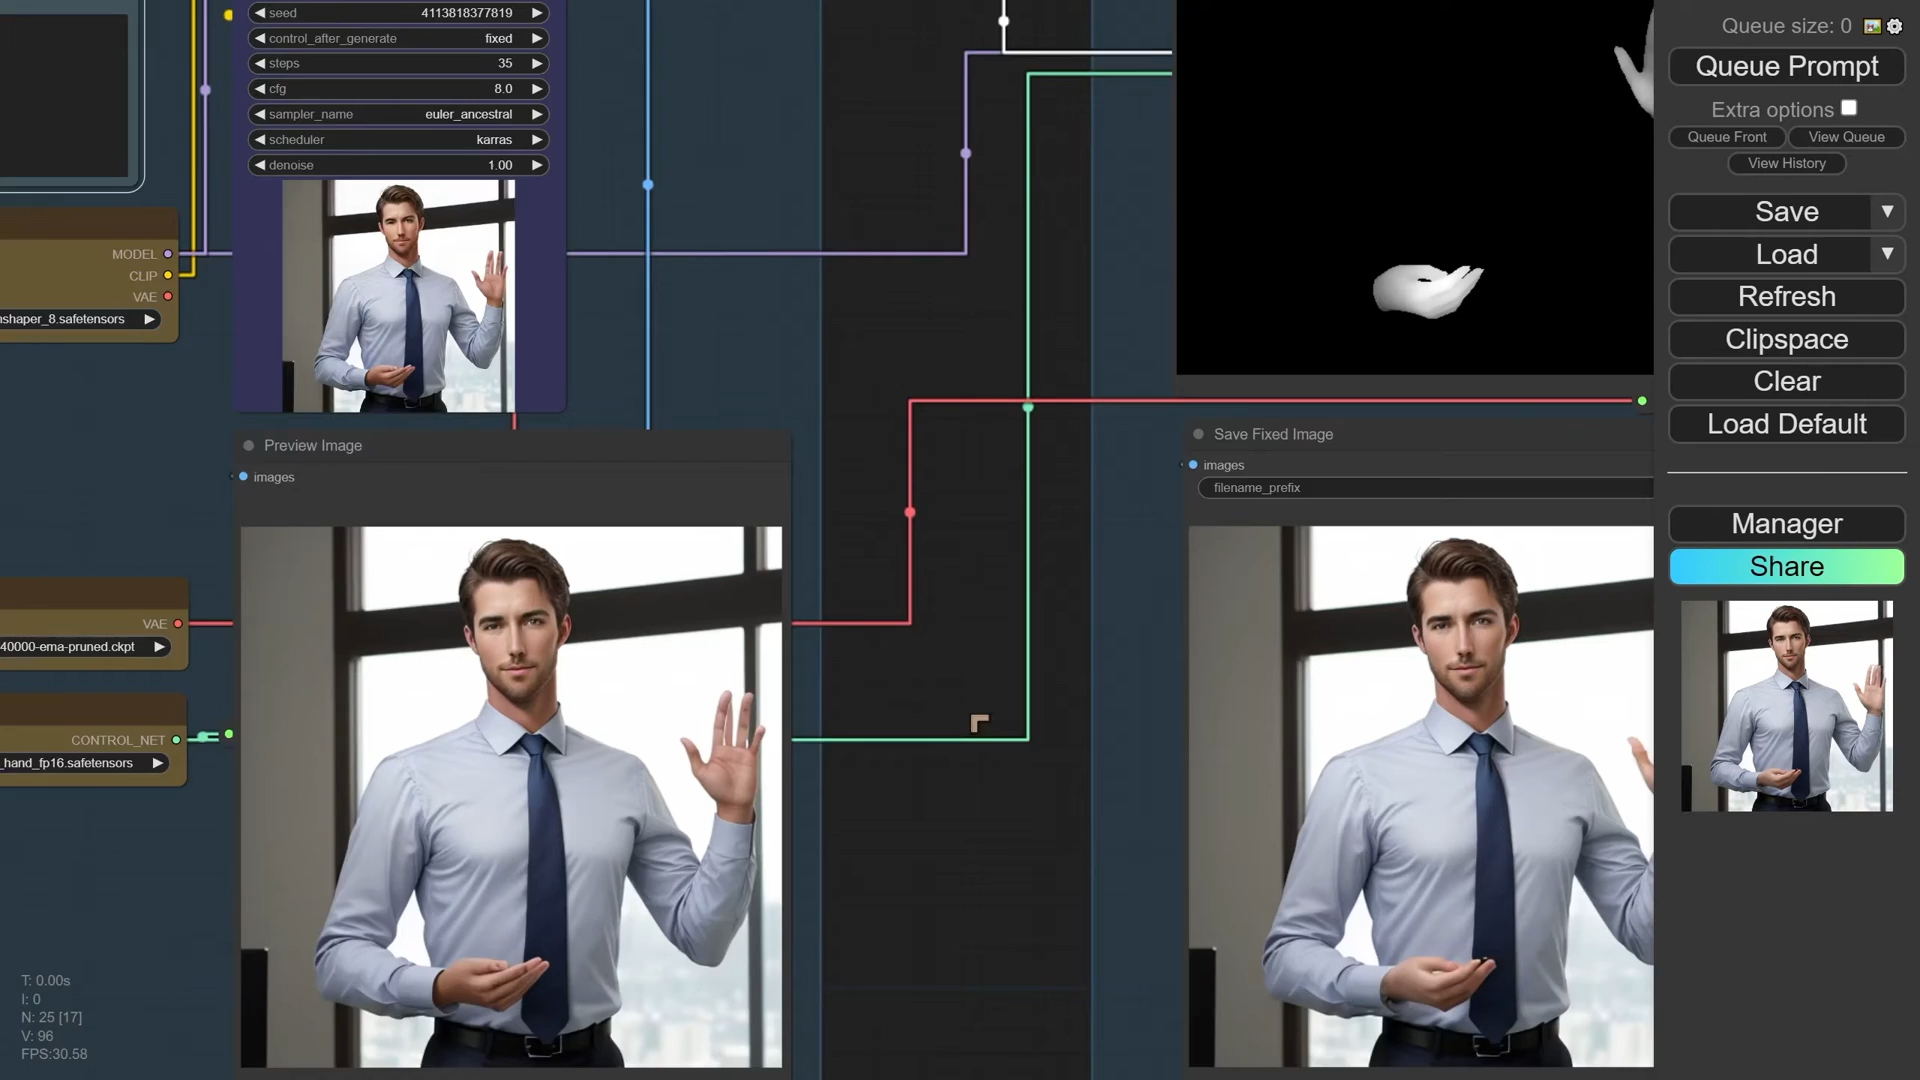 seed 4113818377819
control_after_generate fixed
steps 35
cfg 8.0
sampler_name euler_ancestral
scheduler karras
denoise 1.00
MODEL
CLIP
VAE
shaper_8.safetensors
Preview Image
images
VAE
40000-ema-pruned.ckpt
CONTROL_NET
_hand_fp16.safetensors
T: 0.00s
I: 0
N: 25 [17]
V: 96
FPS:30.58
Save Fixed Image
images
filename_prefix
Queue size: 0
Queue Prompt
Extra options
Queue Front View Queue
View History
Save
Load
Refresh
Clipspace
Clear
Load Default
Manager
Share